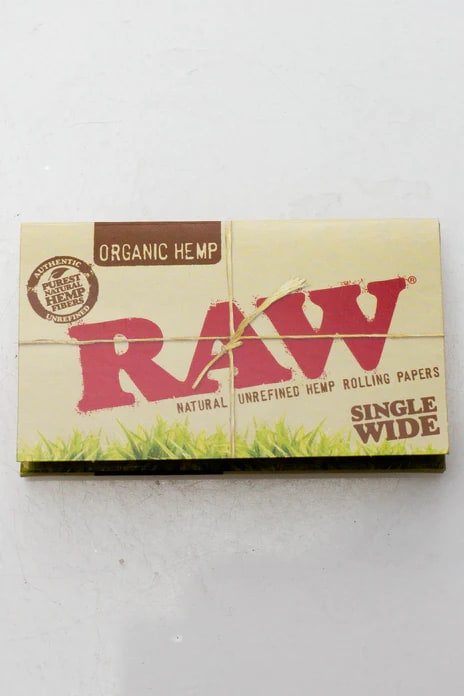 ORGANIC HEMP
AUTHENTIC
PUREST
NATURAL
HEMP
FIBERS
UNREFINED
RAW®
NATURAL UNREFINED HEMP ROLLING PAPERS
SINGLE
WIDE